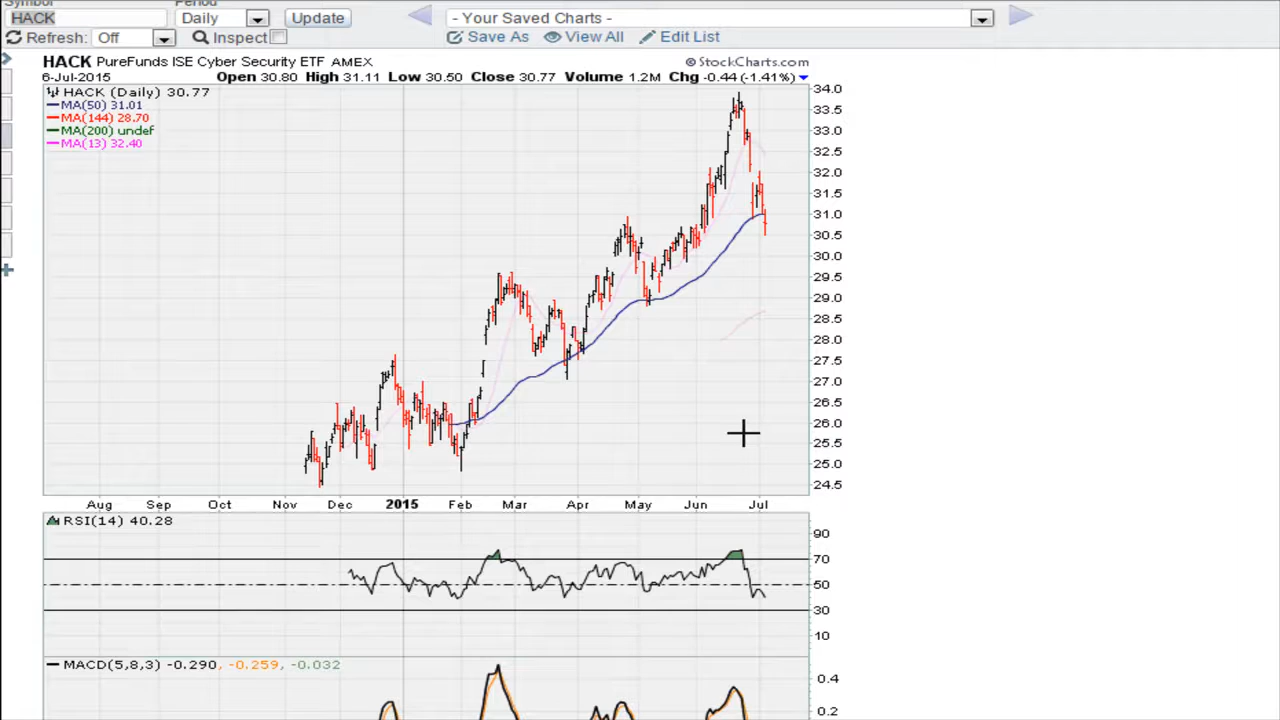 Symbol Period
HACK Daily Update - Your Saved Charts -
Refresh: Off Inspect Save As View All Edit List
HACK PureFunds ISE Cyber Security ETF AMEX © StockCharts.com
6-Jul-2015 Open 30.80 High 31.11 Low 30.50 Close 30.77 Volume 1.2M Chg -0.44 (-1.41%)
HACK (Daily) 30.77
MA(50) 31.01
MA(144) 28.70
MA(200) undef
MA(13) 32.40
34.0
33.5
33.0
32.5
32.0
31.5
31.0
30.5
30.0
29.5
29.0
28.5
28.0
27.5
27.0
26.5
26.0
25.5
25.0
24.5
Aug Sep Oct Nov Dec 2015 Feb Mar Apr May Jun Jul
RSI(14) 40.28
90
70
50
30
10
MACD(5,8,3) -0.290, -0.259, -0.032
0.4
0.2